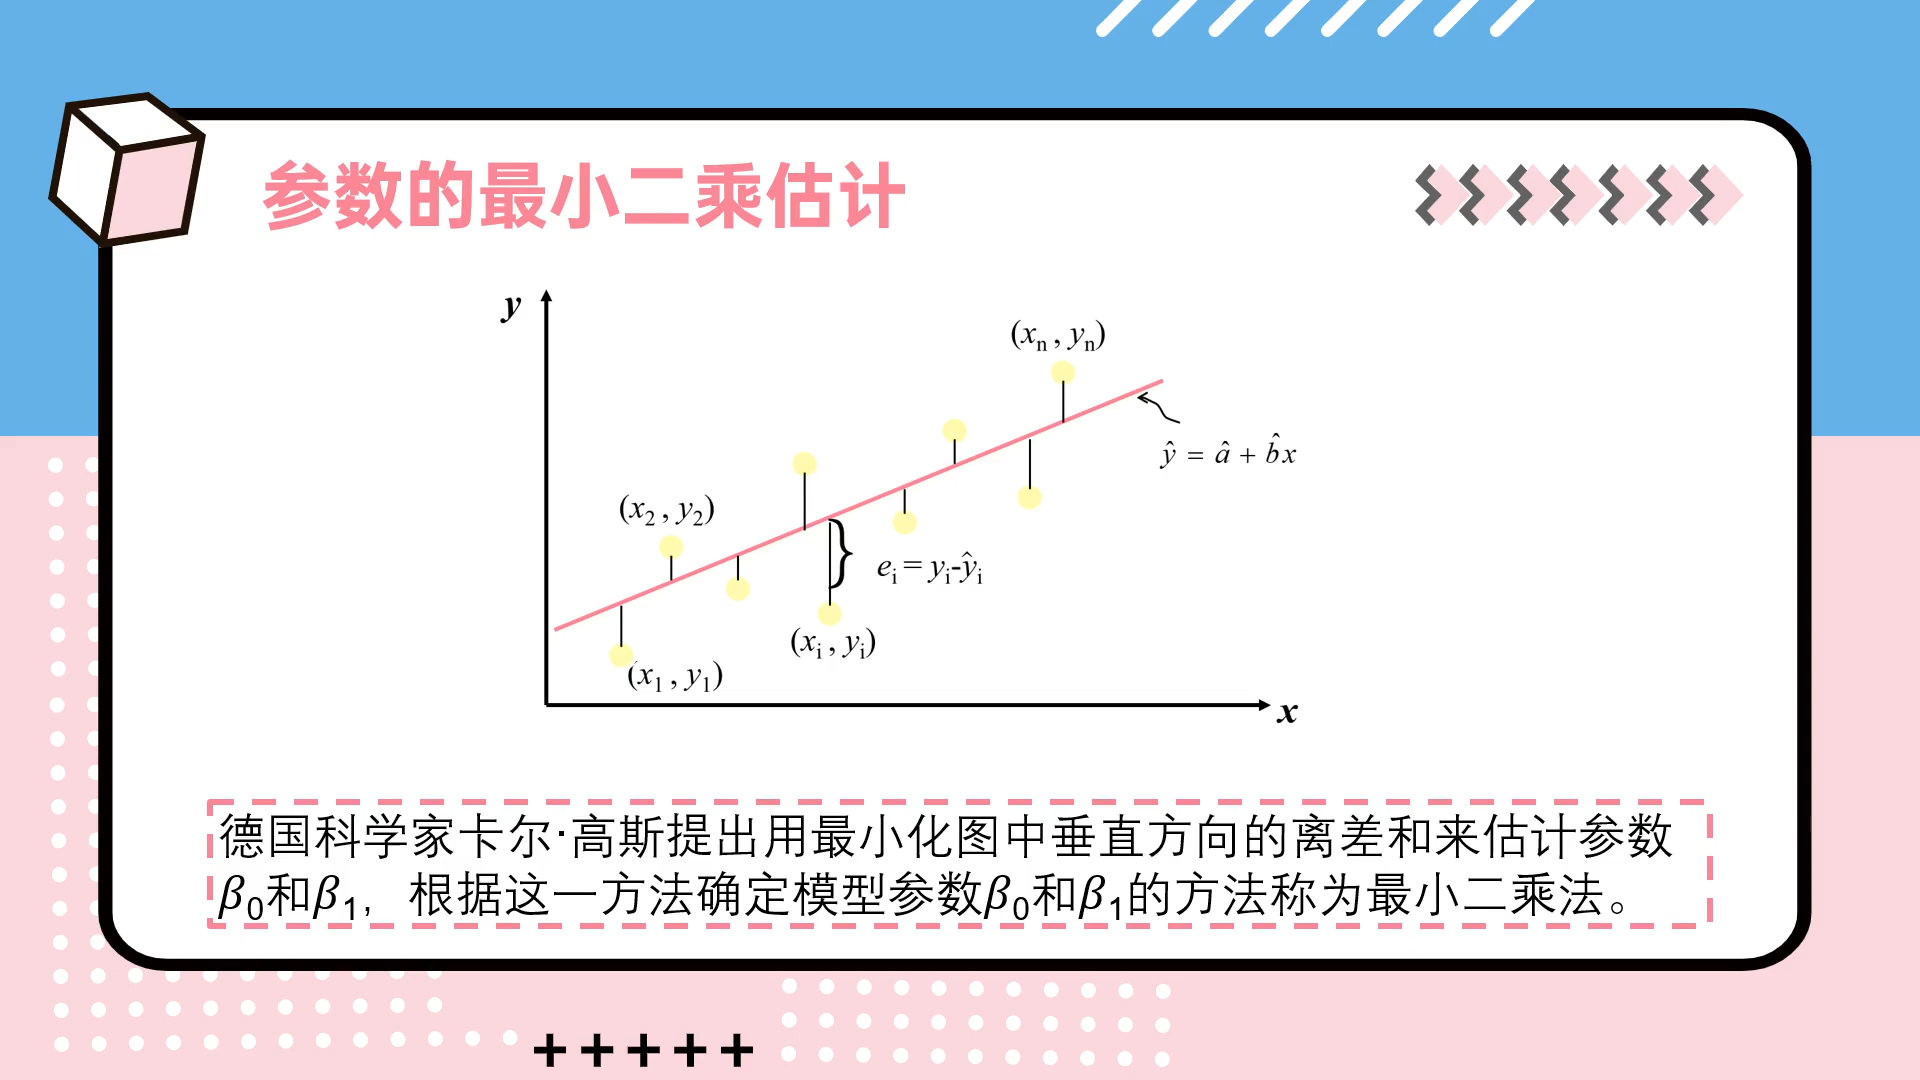 参数的最小二乘估计
y
(xn , yn)
ŷ = â + b̂x
(x2 , y2)
ei = yi-ŷi
(xi , yi)
(x1 , y1)
x
德国科学家卡尔·高斯提出用最小化图中垂直方向的离差和来估计参数
β0和β1, 根据这一方法确定模型参数β0和β1的方法称为最小二乘法。